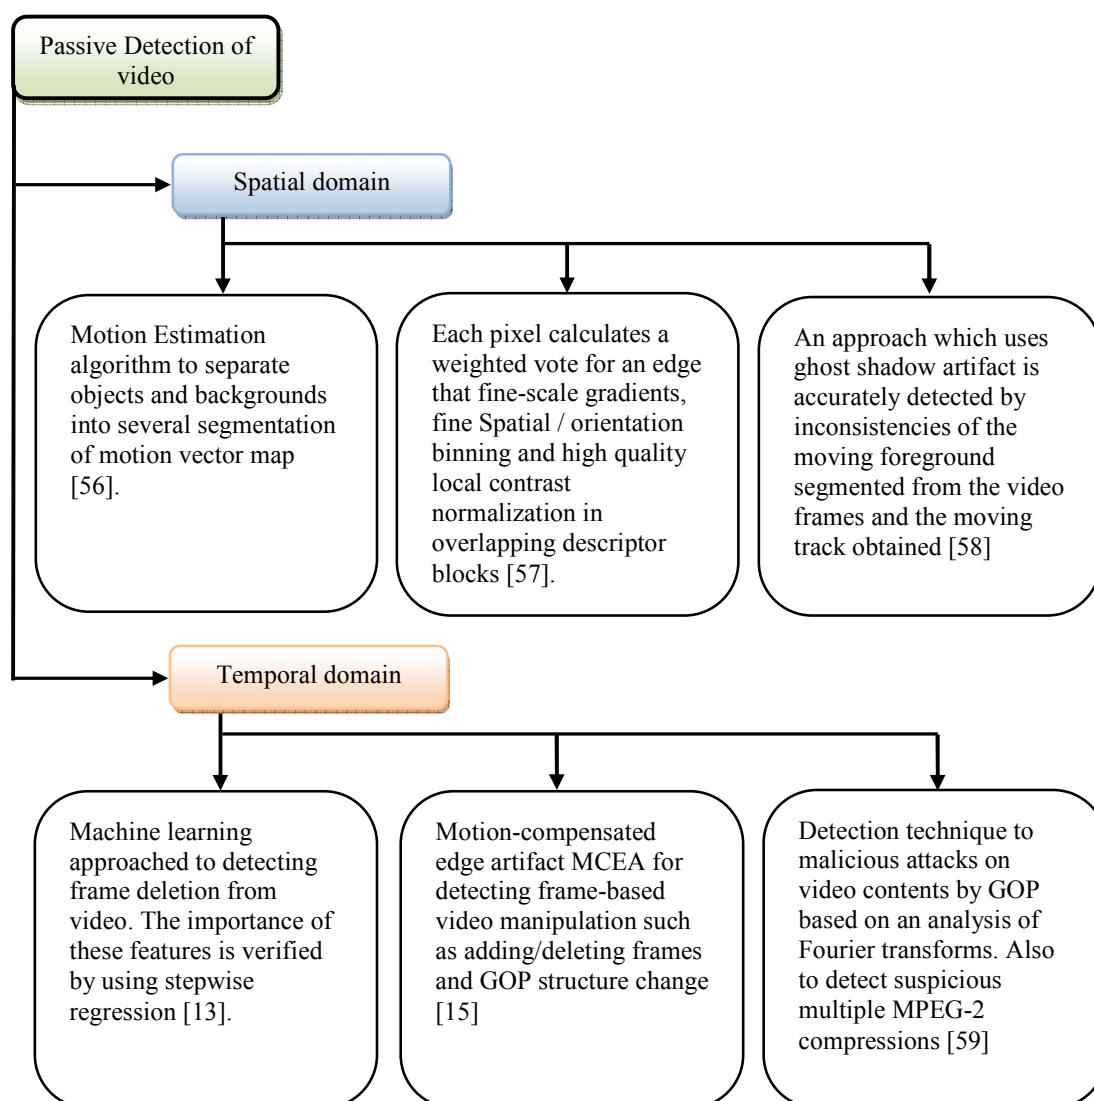 Passive Detection of
video
Spatial domain
Motion Estimation
algorithm to separate
objects and backgrounds
into several segmentation
of motion vector map
[56].
Each pixel calculates a
weighted vote for an edge
that fine-scale gradients,
fine Spatial / orientation
binning and high quality
local contrast
normalization in
overlapping descriptor
blocks [57].
An approach which uses
ghost shadow artifact is
accurately detected by
inconsistencies of the
moving foreground
segmented from the video
frames and the moving
track obtained [58]
Temporal domain
Machine learning
approached to detecting
frame deletion from
video. The importance of
these features is verified
by using stepwise
regression [13].
Motion-compensated
edge artifact MCEA for
detecting frame-based
video manipulation such
as adding/deleting frames
and GOP structure change
[15]
Detection technique to
malicious attacks on
video contents by GOP
based on an analysis of
Fourier transforms. Also
to detect suspicious
multiple MPEG-2
compressions [59]